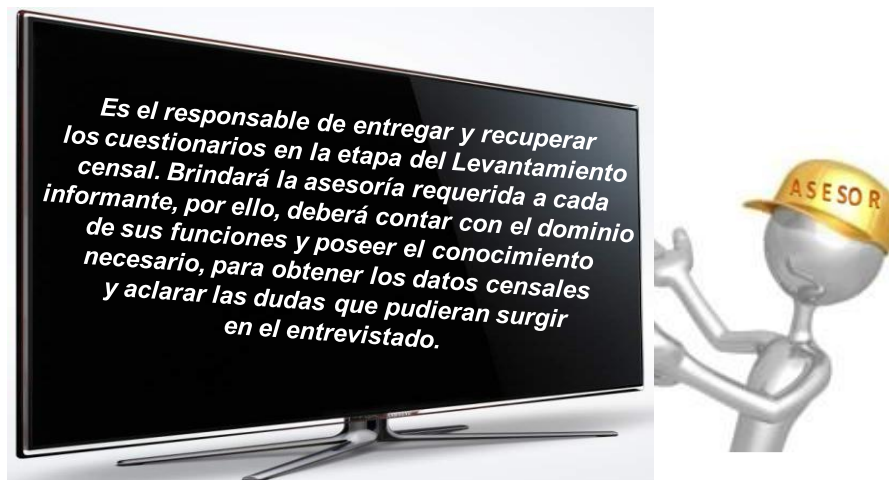 Es el responsable de entregar y recuperar
los cuestionarios en la etapa del Levantamiento
censal. Brindará la asesoría requerida a cada
informante, por ello, deberá contar con el dominio
de sus funciones y poseer el conocimiento
necesario, para obtener los datos censales
y aclarar las dudas que pudieran surgir
en el entrevistado.
ASESOR